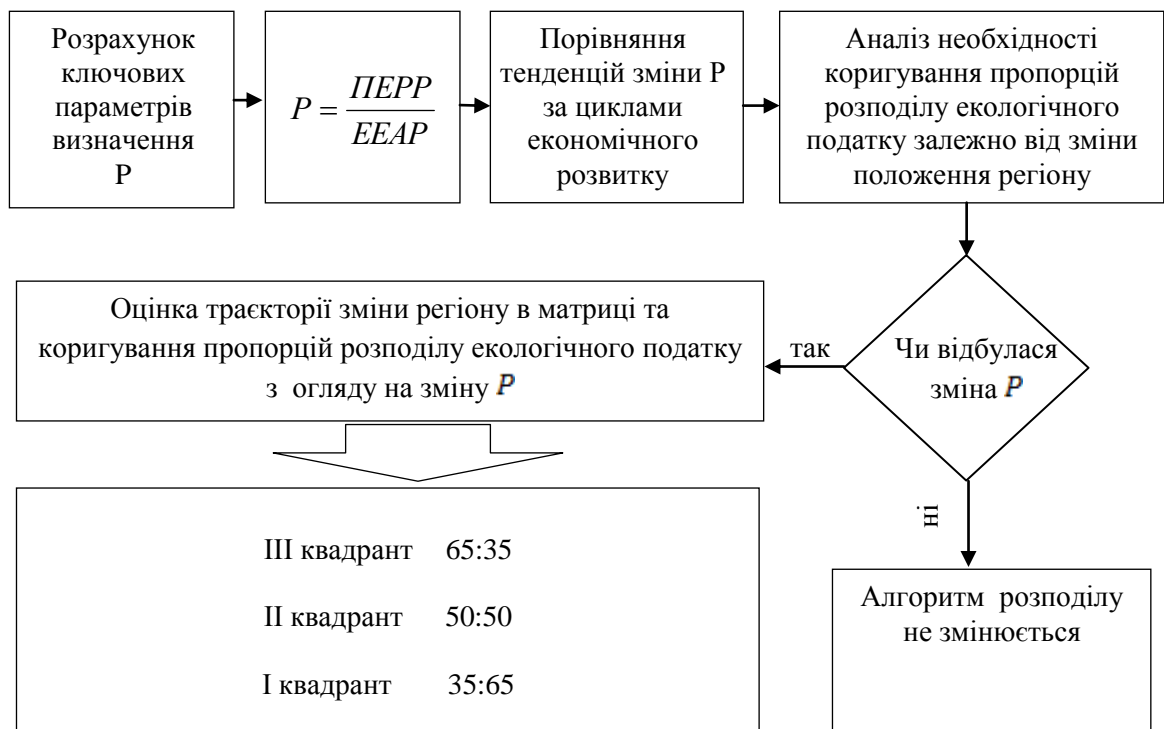 Розрахунок
ключових
параметрів
визначення
Р
P = ПЕРР / ЕЕАР
Порівняння
тенденцій зміни Р
за циклами
економічного
розвитку
Аналіз необхідності
коригування пропорцій
розподілу екологічного
податку залежно від зміни
положення регіону
Оцінка траєкторії зміни регіону в матриці та
коригування пропорцій розподілу екологічного податку
з огляду на зміну P
так
Чи відбулася
зміна P
ні
ІІІ квадрант 65:35
ІІ квадрант 50:50
І квадрант 35:65
Алгоритм розподілу
не змінюється